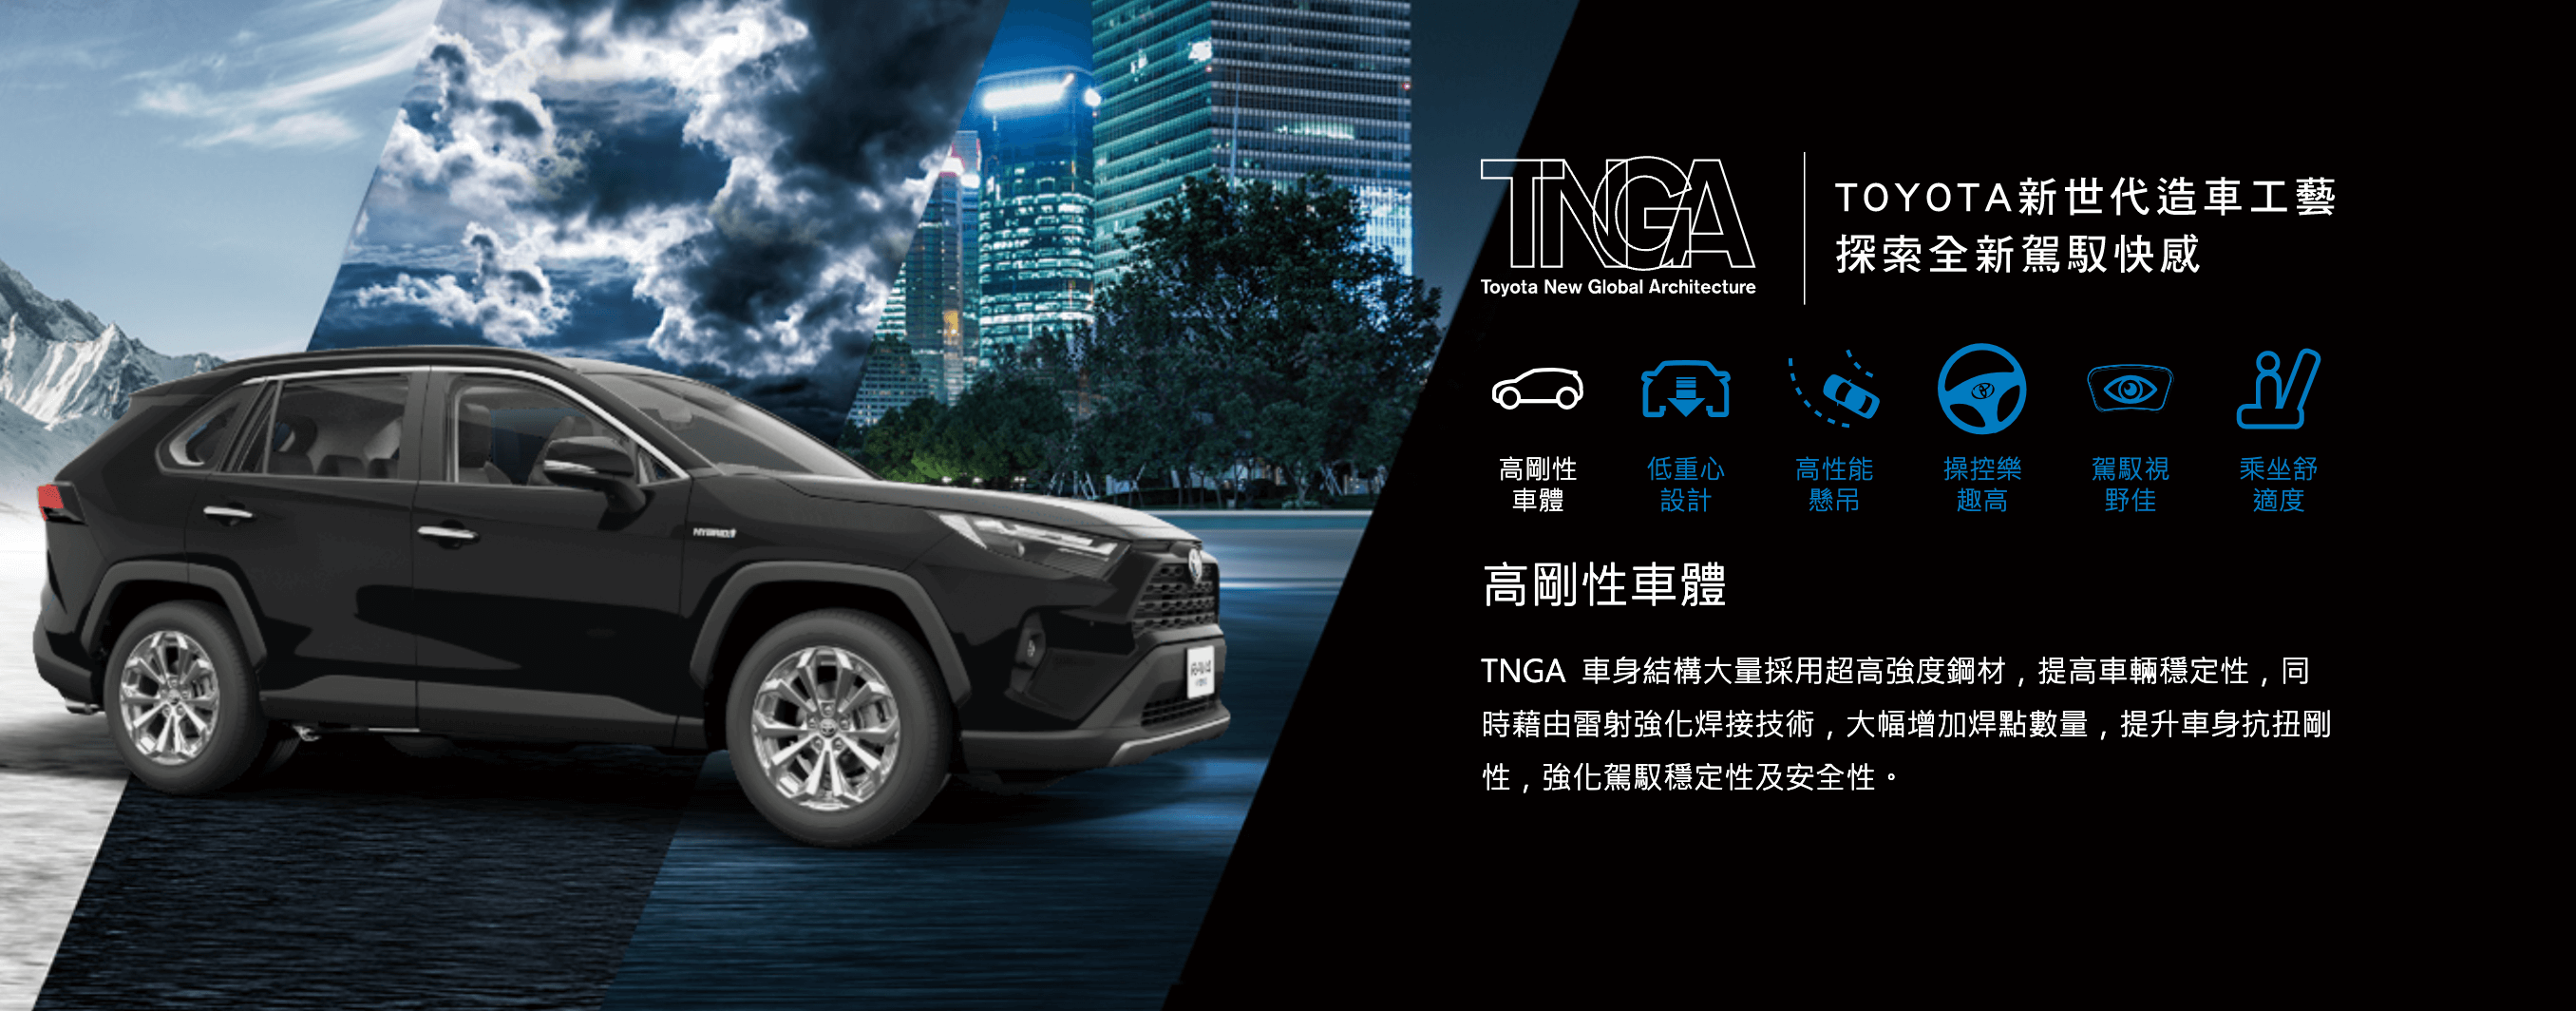 TNGA
Toyota New Global Architecture
TOYOTA新世代造車工藝
探索全新駕馭快感
高剛性
車體
低重心
設計
高性能
懸吊
操控樂
趣高
駕馭視
野佳
乘坐舒
適度
高剛性車體
TNGA 車身結構大量採用超高強度鋼材，提高車輛穩定性，同
時藉由雷射強化焊接技術，大幅增加焊點數量，提升車身抗扭剛
性，強化駕馭穩定性及安全性。
HYBRID